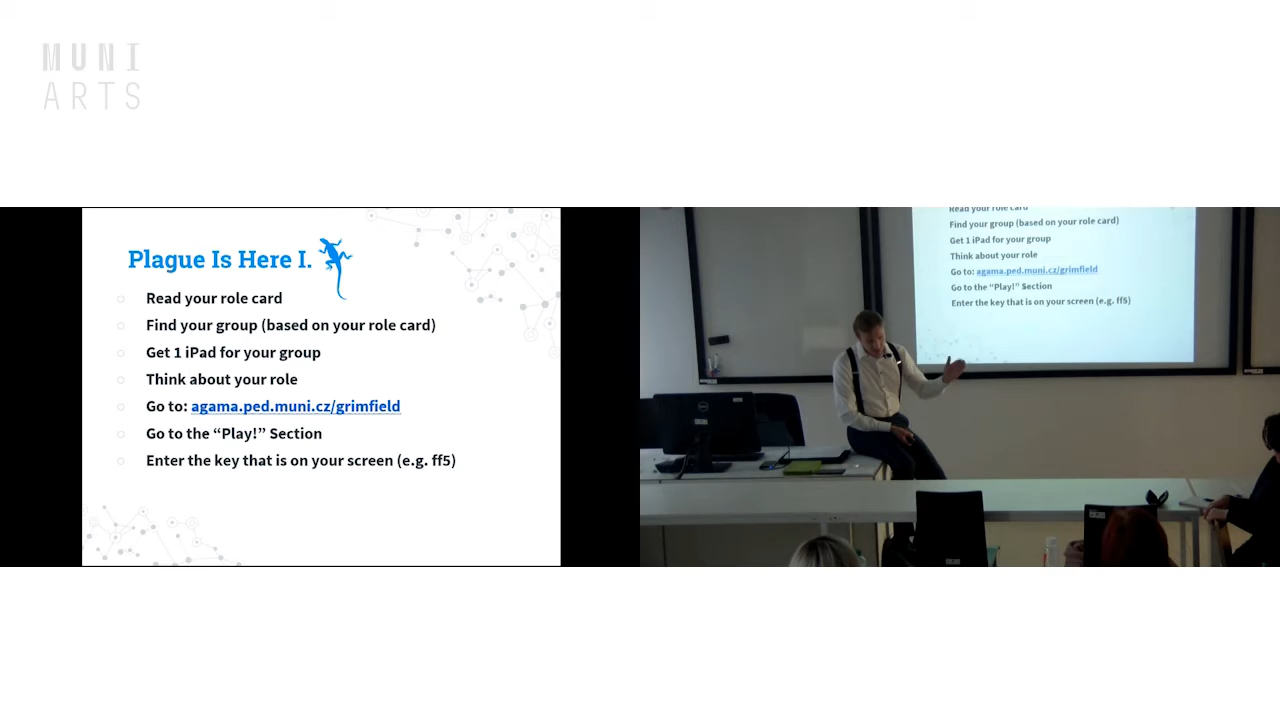 MUNI
ARTS
Plague Is Here I.
Read your role card
Find your group (based on your role card)
Get 1 iPad for your group
Think about your role
Go to: agama.ped.muni.cz/grimfield
Go to the “Play!” Section
Enter the key that is on your screen (e.g. ff5)
Read your role card
Find your group (based on your role card)
Get 1 iPad for your group
Think about your role
Go to: agama.ped.muni.cz/grimfield
Go to the “Play!” Section
Enter the key that is on your screen (e.g. ff5)